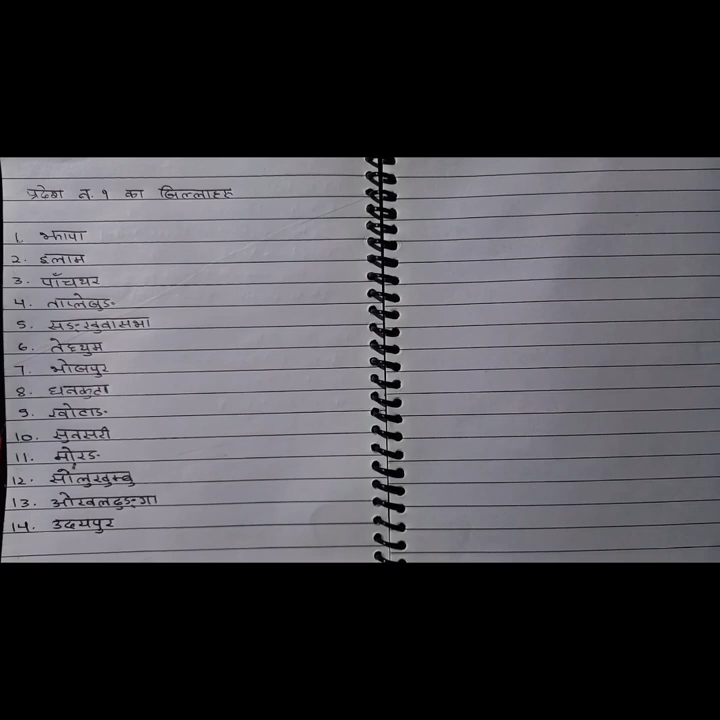 प्रदेश न. १ का जिल्लाहरु
1. झापा
2. इलाम
3. पाँचथर
4. ताप्लेजुङ
5. सङ्खुवासभा
6. तेह्रथुम
7. भोजपुर
8. धनकुटा
9. खोटाङ
10. सुनसरी
11. मोरङ
12. सोलुखुम्बु
13. ओखलढुङ्गा
14. उदयपुर